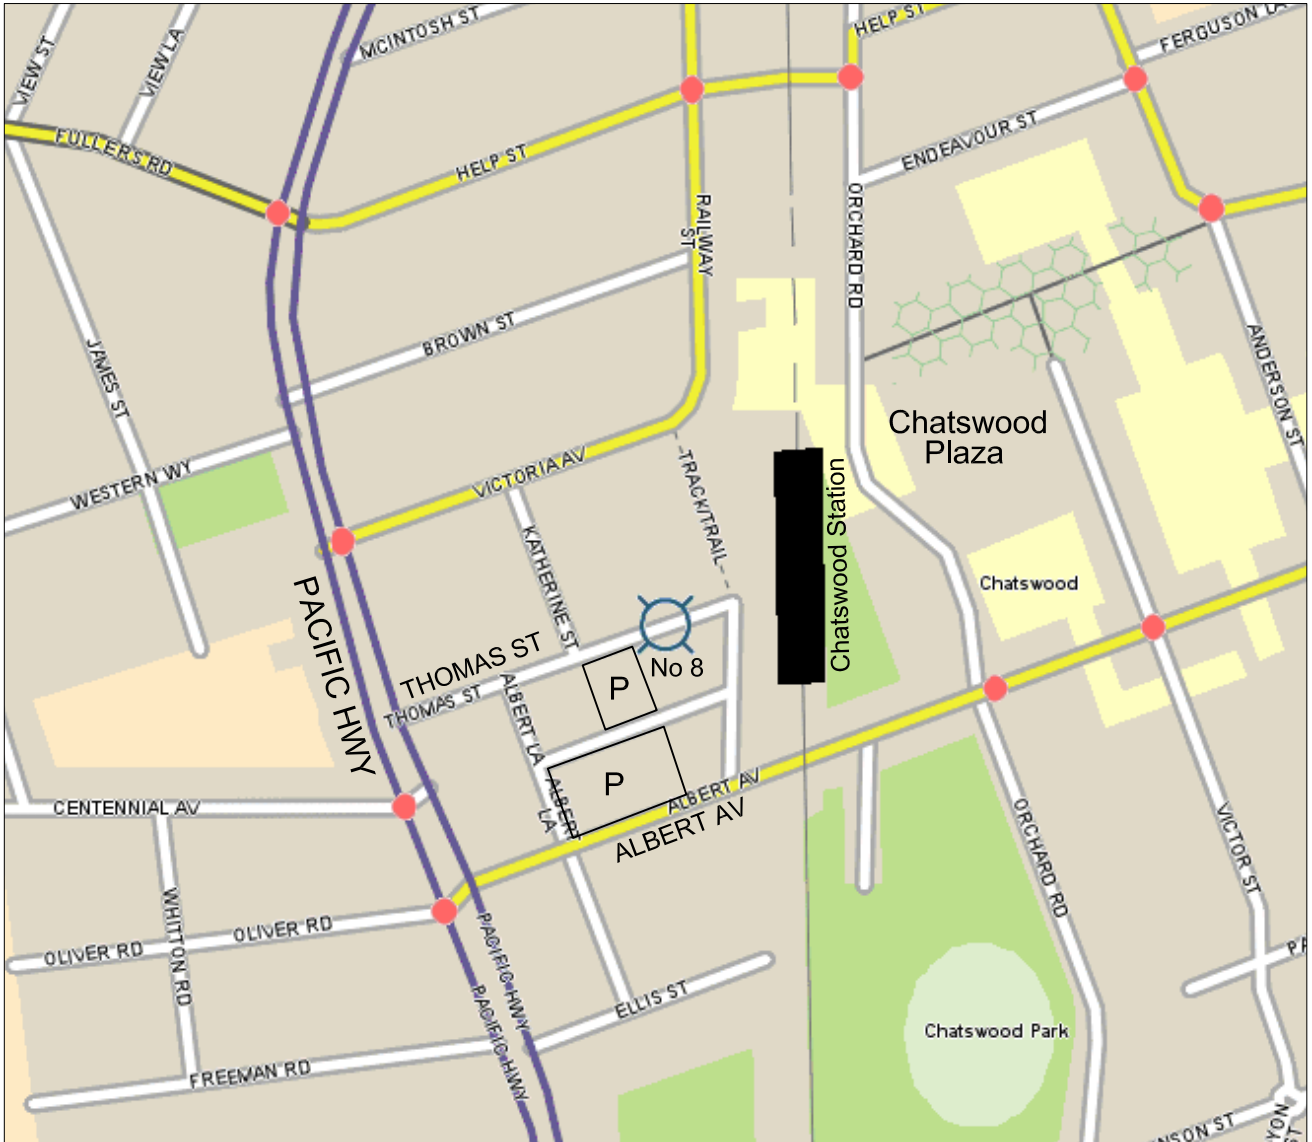 VIEW ST
VIEW LA
MCINTOSH ST
HELP ST
FERGUSON LA
FULLERS RD
HELP ST
ENDEAVOUR ST
RAILWAY
ST
ORCHARD RD
JAMES ST
BROWN ST
ANDERSON ST
Chatswood
Plaza
WESTERN WY
VICTORIA AV
TRACK/TRAIL
Chatswood Station
KATHERINE ST
Chatswood
PACIFIC HWY
THOMAS ST
No 8
P
THOMAS ST
ALBERT LA
P
ALBERT
LA
ALBERT AV
ALBERT AV
CENTENNIAL AV
ORCHARD RD
VICTOR ST
WHITTON RD
OLIVER RD
OLIVER RD
PACIFIC HWY
PACIFIC HWY
ELLIS ST
Chatswood Park
FREEMAN RD
NSON ST
YON
ST